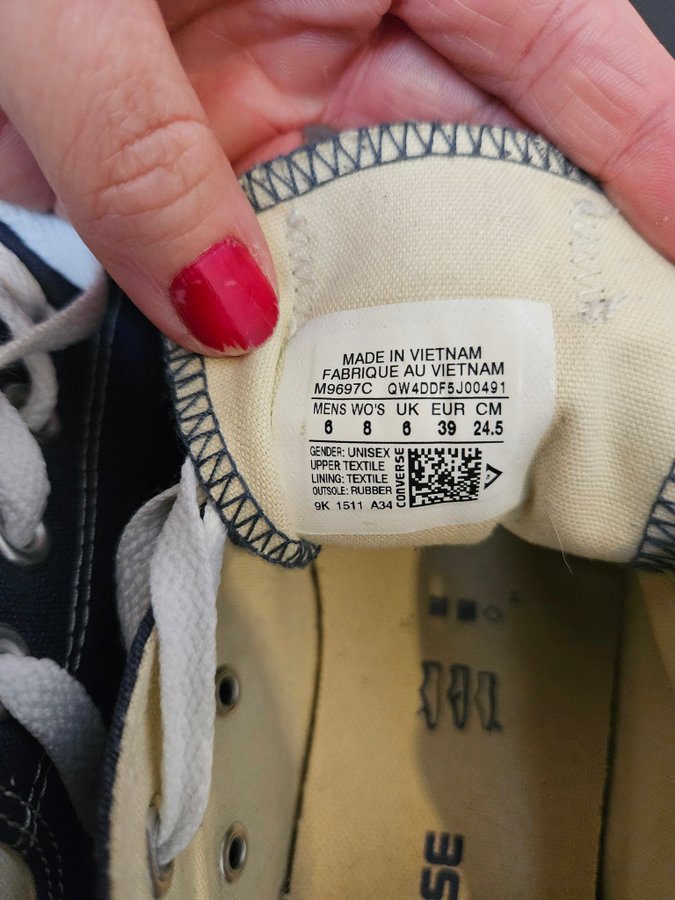 MADE IN VIETNAM
FABRIQUE AU VIETNAM
M9697C QW4DDF5J00491
MENS WO'S UK EUR CM
6 8 6 39 24.5
GENDER: UNISEX
UPPER TEXTILE
LINING: TEXTILE
OUTSOLE: RUBBER
CONVERSE
9K 1511 A34
SE